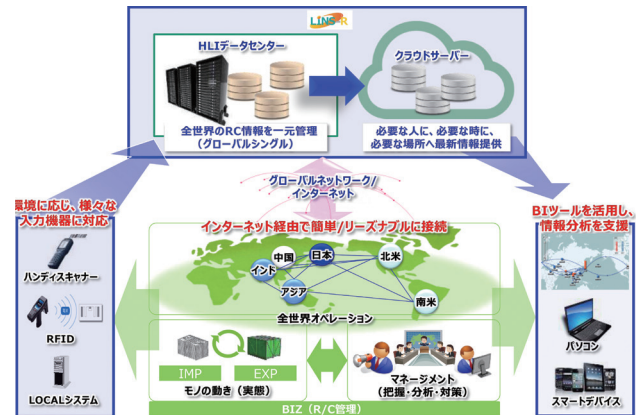 LINS-R
HLIデータセンター
クラウドサーバー
全世界のRC情報を一元管理
（グローバルシングル）
必要な人に、必要な時に、
必要な場所へ最新情報提供
グローバルネットワーク/
インターネット
環境に応じ、様々な
入力機器に対応
ハンディスキャナー
RFID
LOCALシステム
インターネット経由で簡単/リーズナブルに接続
中国
日本
北米
インド
アジア
南米
全世界オペレーション
IMP
EXP
モノの動き（実態）
マネージメント
（把握・分析・対策）
BIZ（R/C管理）
BIツールを活用し、
情報分析を支援
パソコン
スマートデバイス